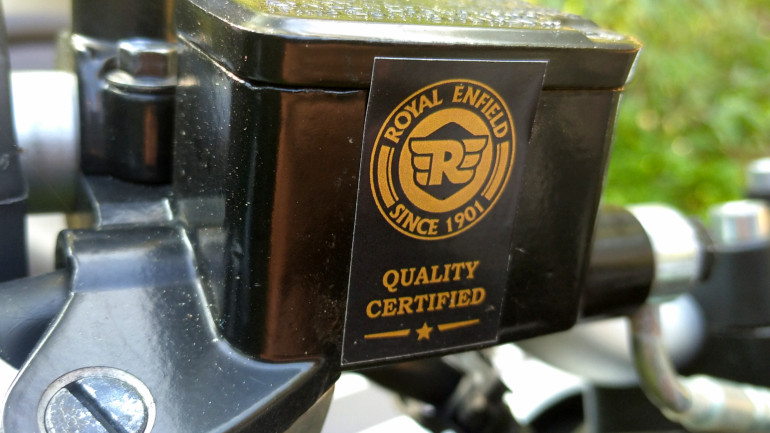 ROYAL ENFIELD
R
SINCE 1901
QUALITY
CERTIFIED